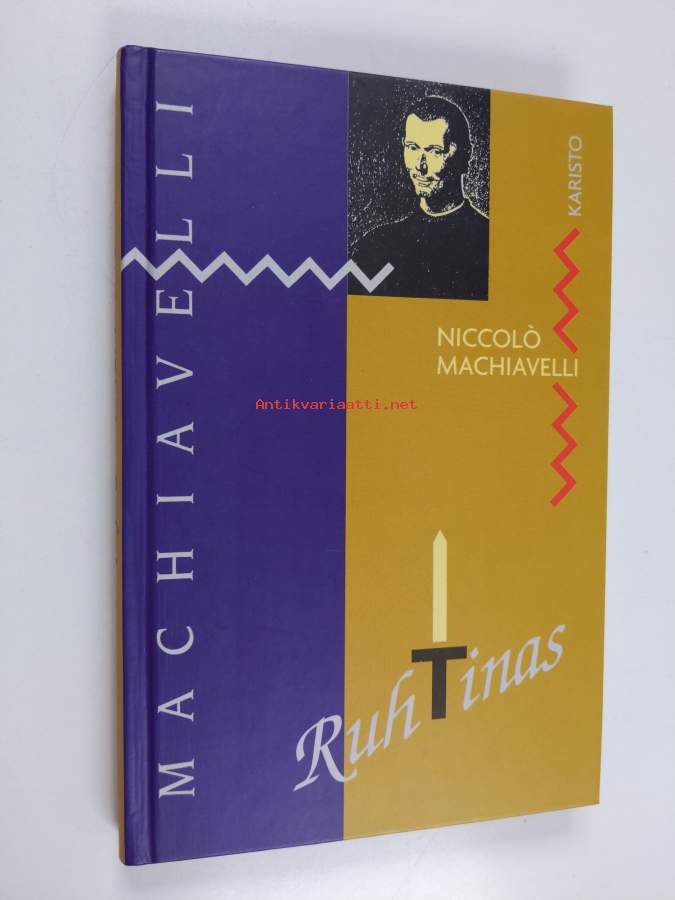 MACHIAVELLI
KARISTO
NICCOLÒ
MACHIAVELLI
Antikvariaatti.net
RuhTinas